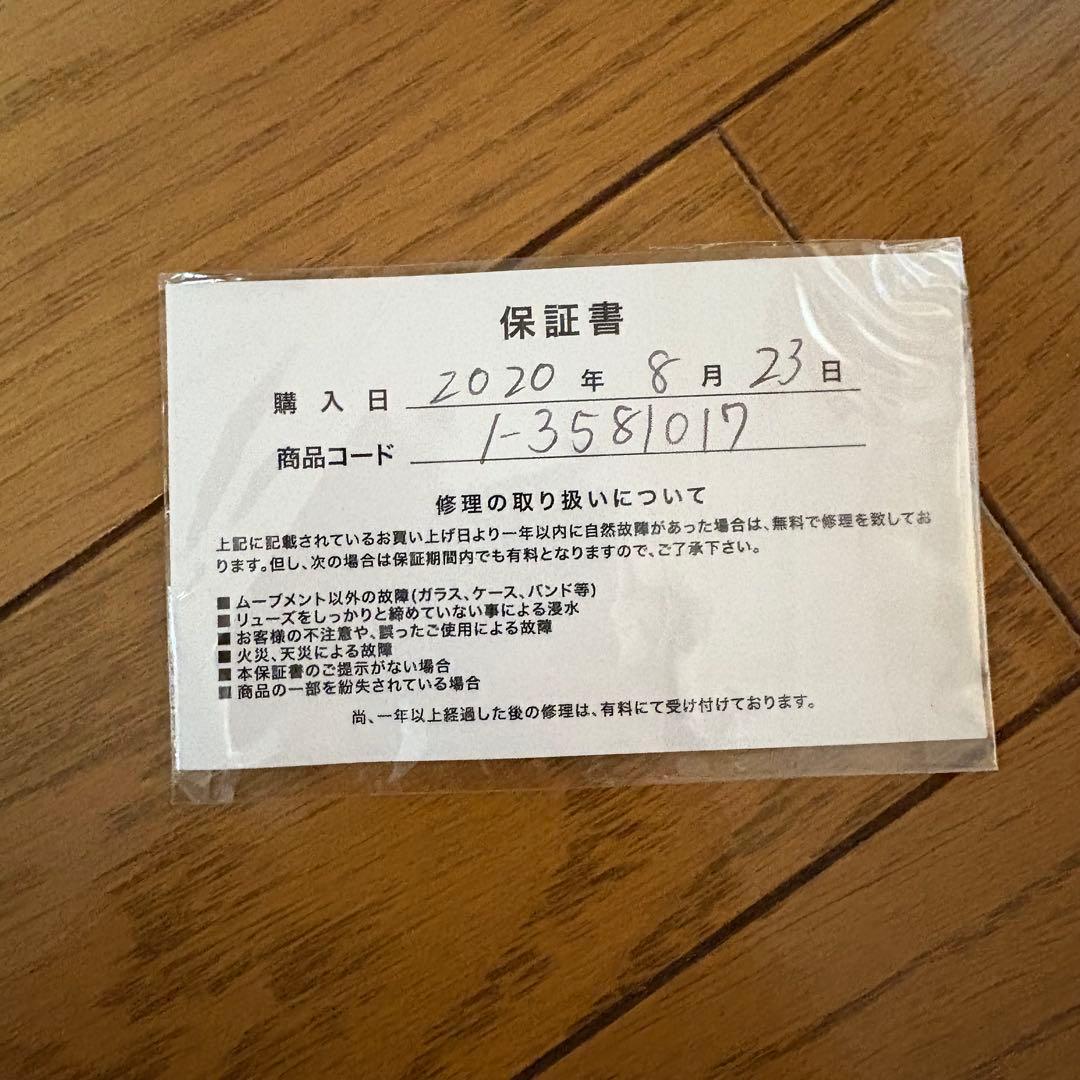 保証書
購入日 2020年 8月 23日
商品コード 1-3581017
修理の取り扱いについて
上記に記載されているお買い上げ日より一年以内に自然故障があった場合は、無料で修理を致してお
ります。但し、次の場合は保証期間内でも有料となりますので、ご了承下さい。
■ ムーブメント以外の故障(ガラス、ケース、バンド等)
■ リューズをしっかりと締めていない事による浸水
■ お客様の不注意や、誤ったご使用による故障
■ 火災、天災による故障
■ 本保証書のご提示がない場合
■ 商品の一部を紛失されている場合
尚、一年以上経過した後の修理は、有料にて受け付けております。